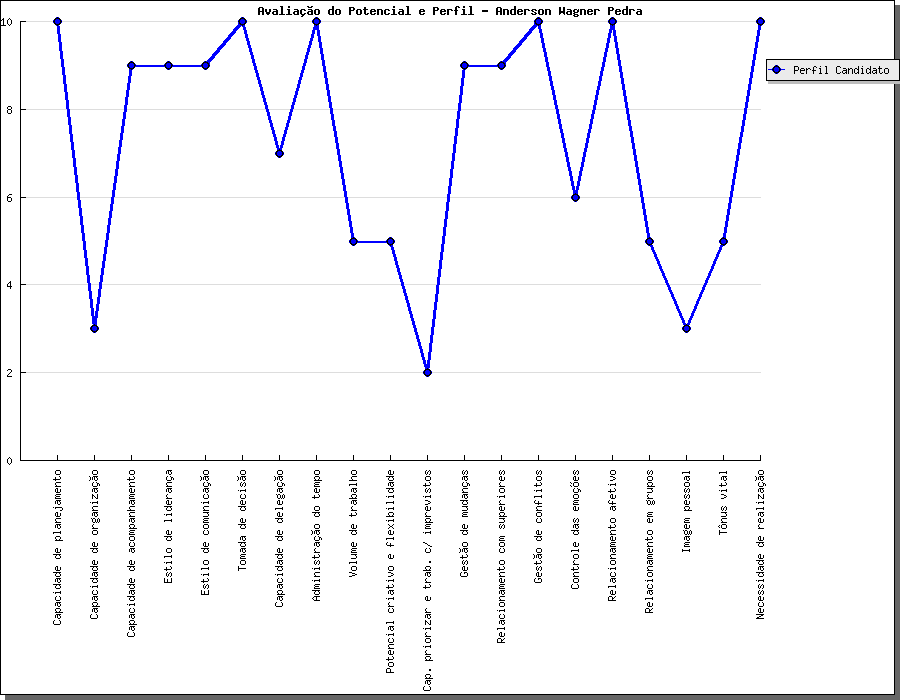 Avaliação do Potencial e Perfil - Anderson Wagner Pedra
10
8
6
4
2
0
Perfil Candidato
Capacidade de planejamento
Capacidade de organização
Capacidade de acompanhamento
Estilo de liderança
Estilo de comunicação
Tomada de decisão
Capacidade de delegação
Administração do tempo
Volume de trabalho
Potencial criativo e flexibilidade
Cap. priorizar e trab. c/ imprevistos
Gestão de mudanças
Relacionamento com superiores
Gestão de conflitos
Controle das emoções
Relacionamento afetivo
Relacionamento em grupos
Imagem pessoal
Tônus vital
Necessidade de realização